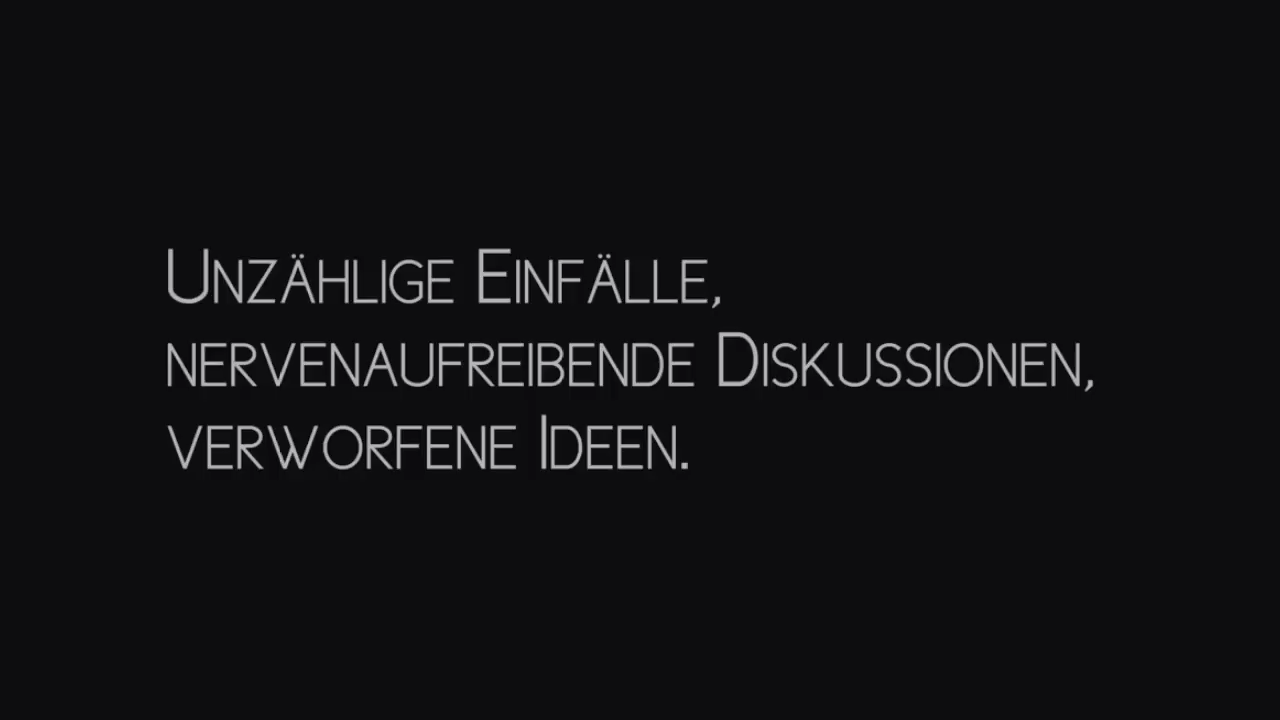 Unzählige Einfälle,
nervenaufreibende Diskussionen,
verworfene Ideen.